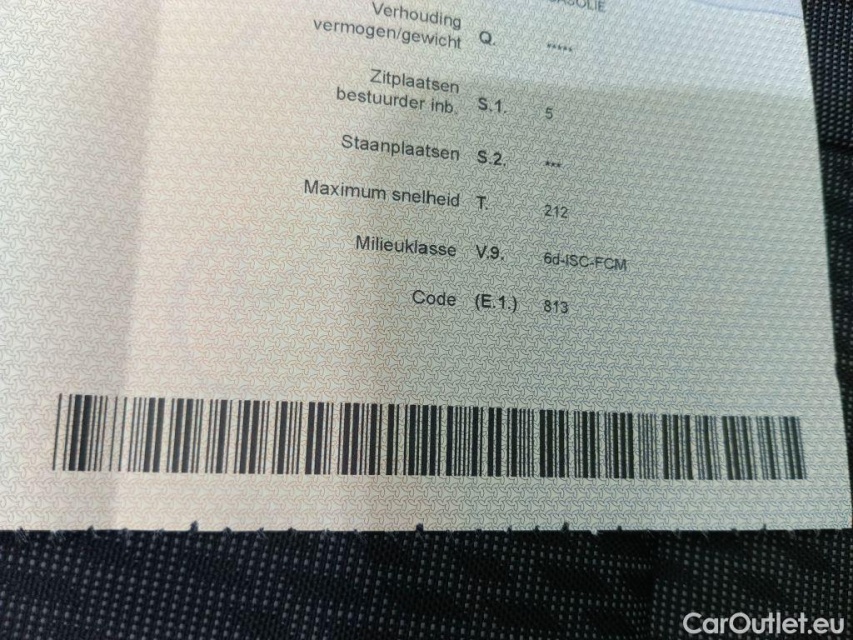 Verhouding
vermogen/gewicht Q. *****
Zitplaatsen
bestuurder inb. S.1. 5
Staanplaatsen S.2. ***
Maximum snelheid T. 212
Milieuklasse V.9. 6d-ISC-FCM
Code (E.1.) 813
CarOutlet.eu